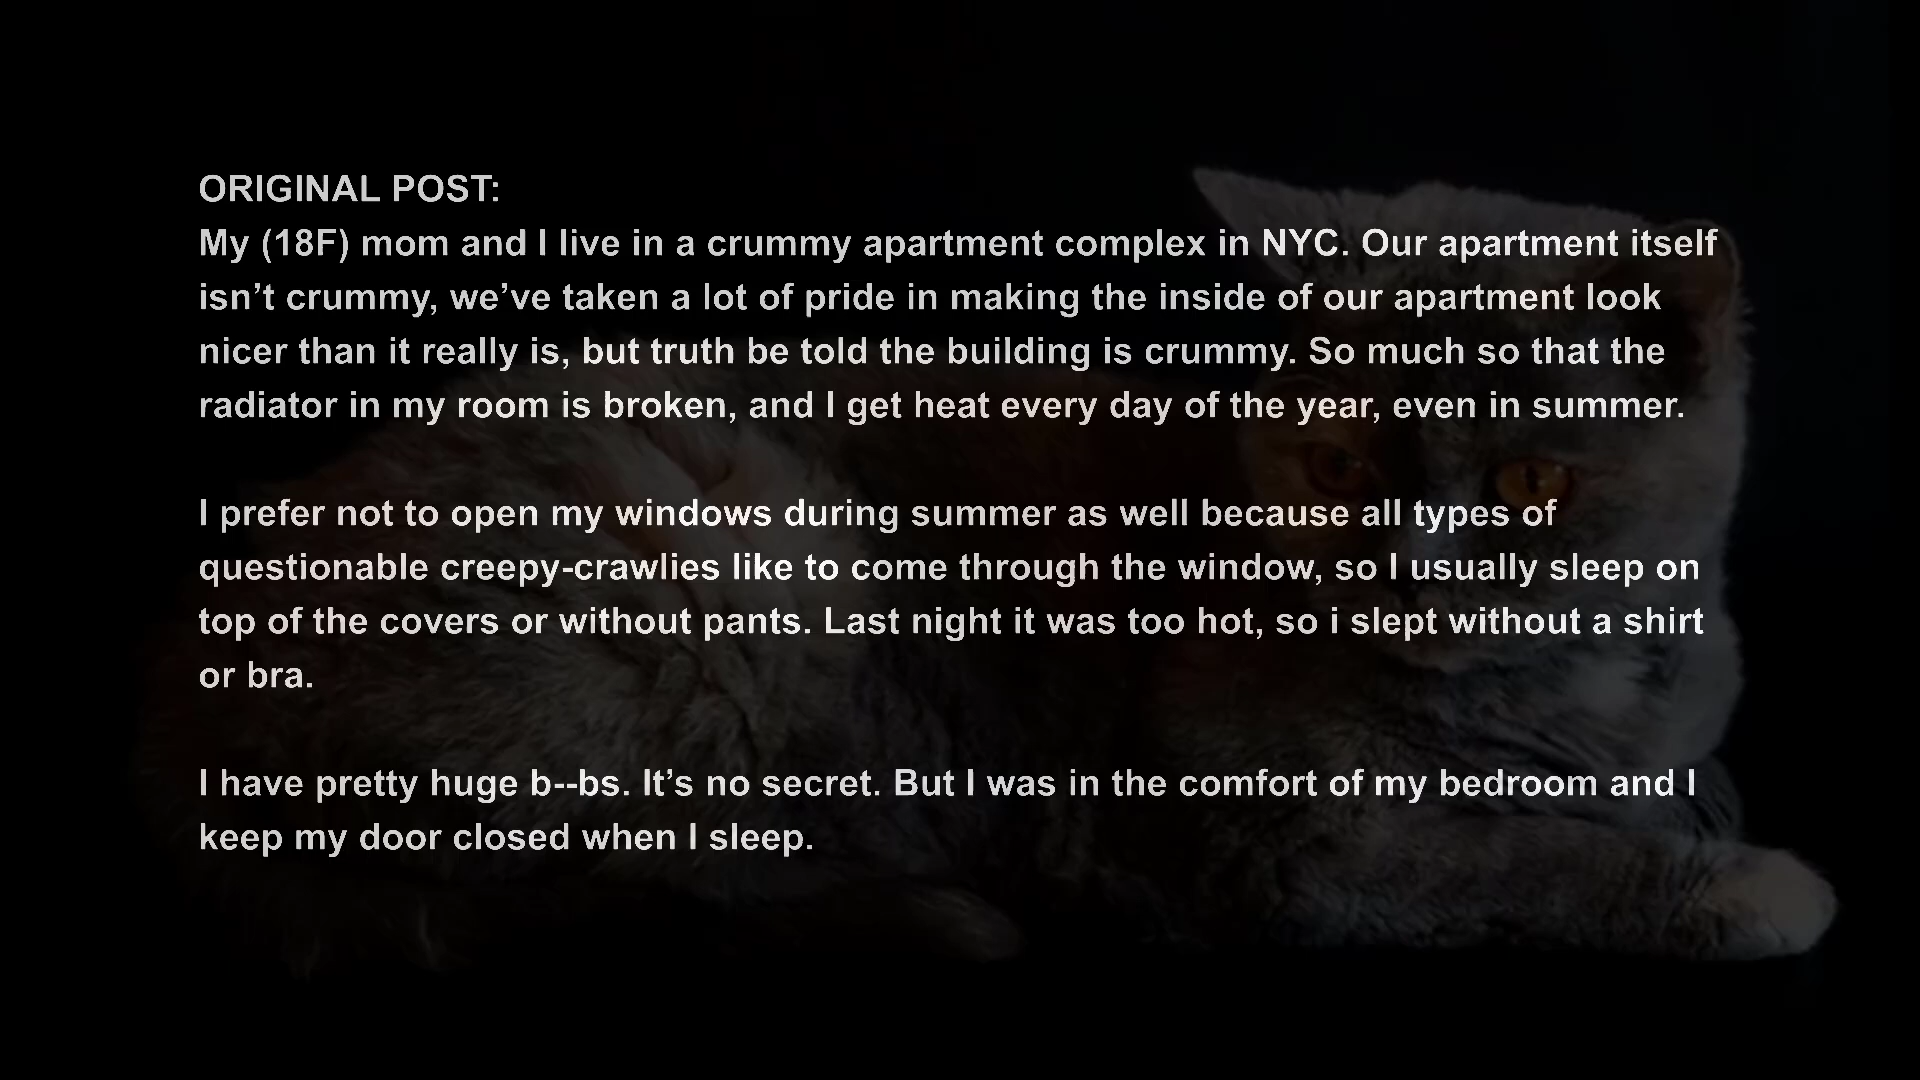 ORIGINAL POST:
My (18F) mom and I live in a crummy apartment complex in NYC. Our apartment itself
isn’t crummy, we’ve taken a lot of pride in making the inside of our apartment look
nicer than it really is, but truth be told the building is crummy. So much so that the
radiator in my room is broken, and I get heat every day of the year, even in summer.
I prefer not to open my windows during summer as well because all types of
questionable creepy-crawlies like to come through the window, so I usually sleep on
top of the covers or without pants. Last night it was too hot, so i slept without a shirt
or bra.
I have pretty huge b--bs. It’s no secret. But I was in the comfort of my bedroom and I
keep my door closed when I sleep.